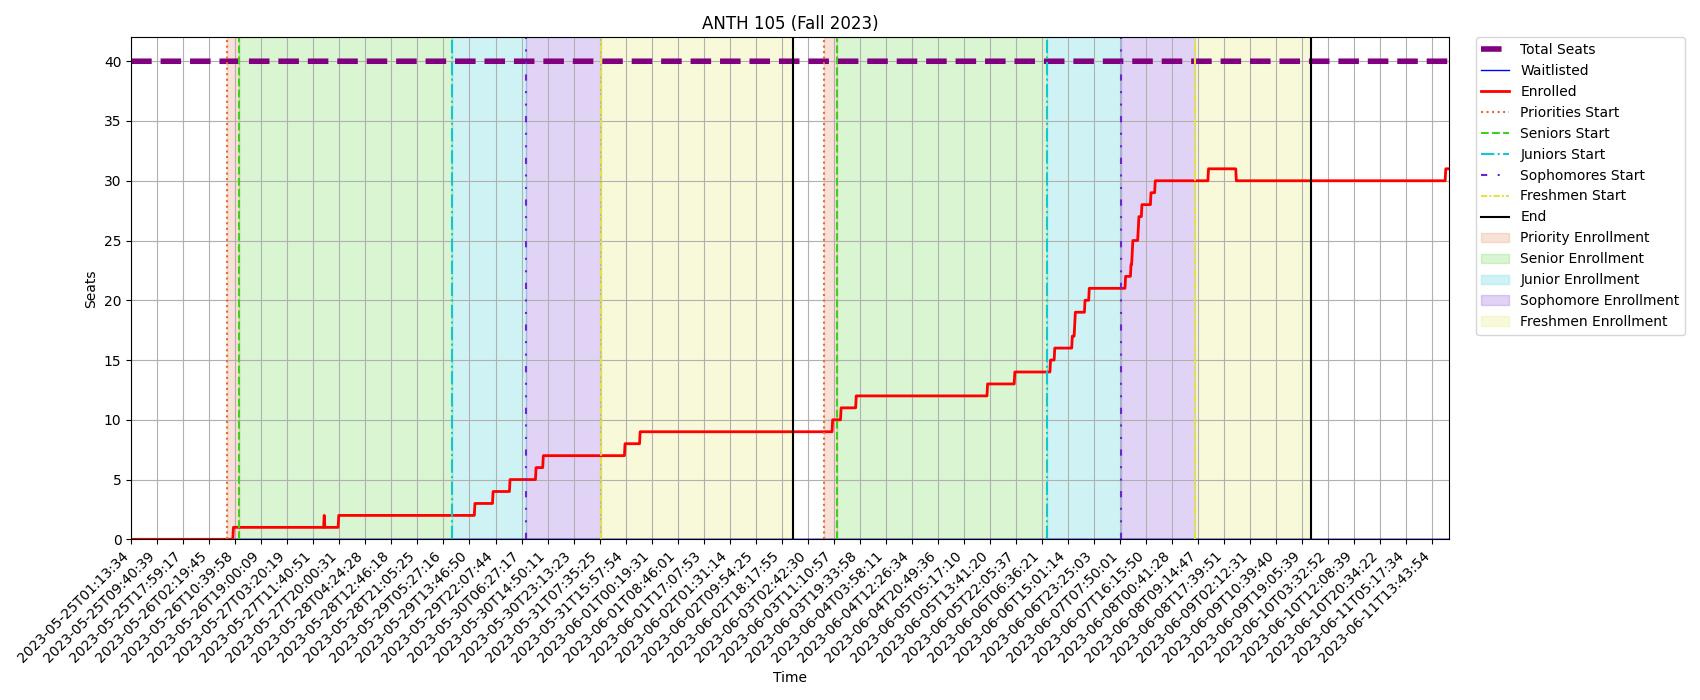 ANTH 105 (Fall 2023)
Seats
40
35
30
25
20
15
10
5
0
2023-05-25T01:13:34
2023-05-25T09:40:39
2023-05-25T17:59:17
2023-05-26T02:19:45
2023-05-26T10:39:58
2023-05-26T19:00:09
2023-05-27T03:20:19
2023-05-27T11:40:51
2023-05-27T20:00:31
2023-05-28T04:24:28
2023-05-28T12:46:18
2023-05-28T21:05:25
2023-05-29T05:27:16
2023-05-29T13:46:50
2023-05-29T22:07:44
2023-05-30T06:27:17
2023-05-30T14:50:11
2023-05-30T23:13:23
2023-05-31T07:35:25
2023-05-31T15:57:54
2023-06-01T00:19:31
2023-06-01T08:46:01
2023-06-01T17:07:53
2023-06-02T01:31:14
2023-06-02T09:54:25
2023-06-02T18:17:55
2023-06-03T02:42:30
2023-06-03T11:10:57
2023-06-03T19:33:58
2023-06-04T03:58:11
2023-06-04T12:26:34
2023-06-04T20:49:36
2023-06-05T05:17:10
2023-06-05T13:41:20
2023-06-05T22:05:37
2023-06-06T06:36:21
2023-06-06T15:01:14
2023-06-06T23:25:03
2023-06-07T07:50:01
2023-06-07T16:15:50
2023-06-08T00:41:28
2023-06-08T09:14:47
2023-06-08T17:39:51
2023-06-09T02:12:31
2023-06-09T10:39:40
2023-06-09T19:05:39
2023-06-10T03:32:52
2023-06-10T12:08:39
2023-06-10T20:34:22
2023-06-11T05:17:34
2023-06-11T13:43:54
Time
Total Seats
Waitlisted
Enrolled
Priorities Start
Seniors Start
Juniors Start
Sophomores Start
Freshmen Start
End
Priority Enrollment
Senior Enrollment
Junior Enrollment
Sophomore Enrollment
Freshmen Enrollment